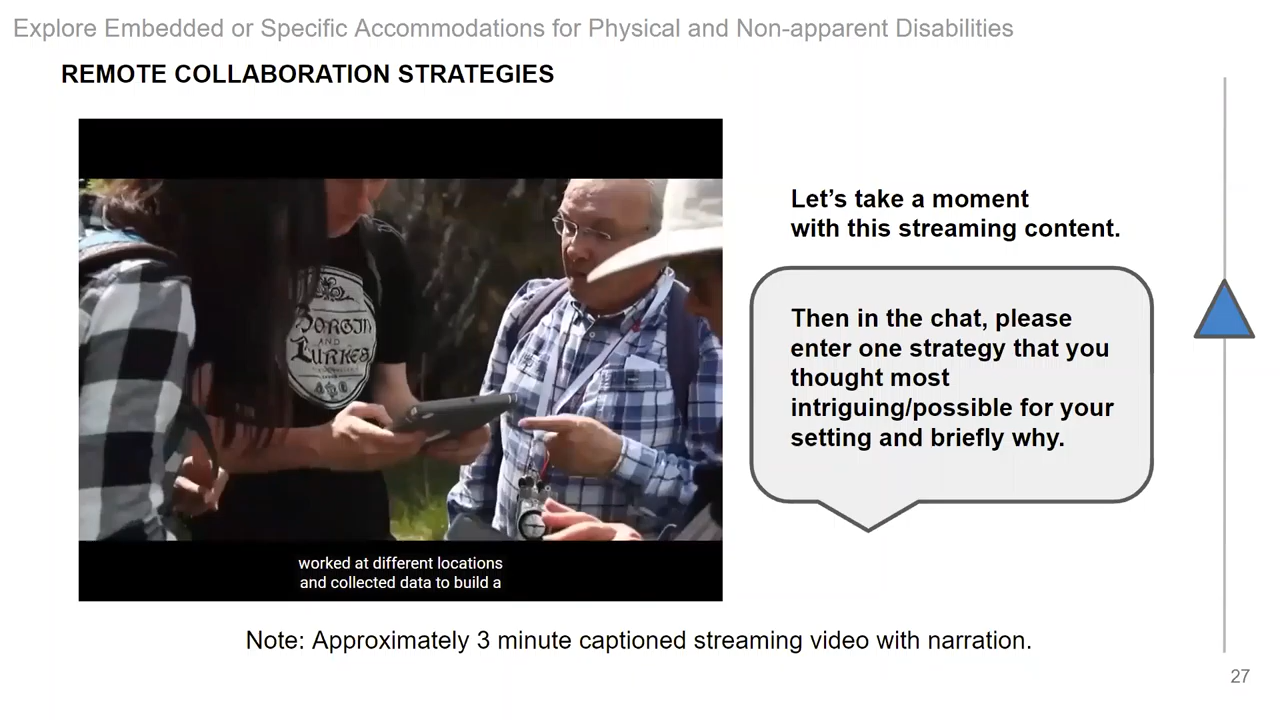 Explore Embedded or Specific Accommodations for Physical and Non-apparent Disabilities
REMOTE COLLABORATION STRATEGIES
Let’s take a moment
with this streaming content.
Then in the chat, please
enter one strategy that you
thought most
intriguing/possible for your
setting and briefly why.
BORGIN
AND
worked at different locations
and collected data to build a
Note: Approximately 3 minute captioned streaming video with narration.
27